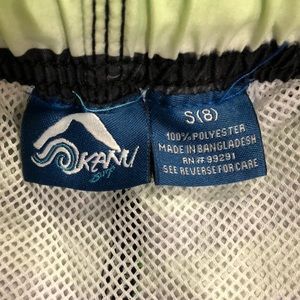 KANU
Surf
S(8)
100% POLYESTER
MADE IN BANGLADESH
RN # 99291
SEE REVERSE FOR CARE